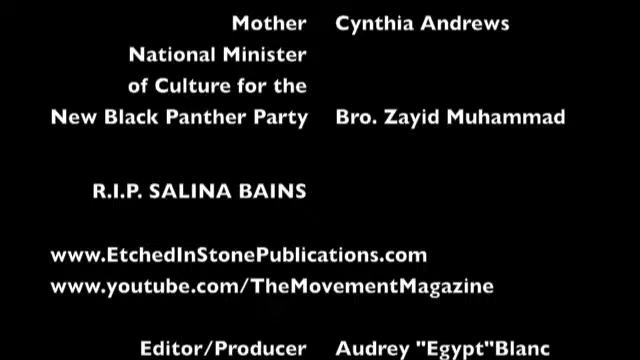 Mother Cynthia Andrews
National Minister
of Culture for the
New Black Panther Party Bro. Zayid Muhammad
R.I.P. SALINA BAINS
www.EtchedInStonePublications.com
www.youtube.com/TheMovementMagazine
Editor/Producer Audrey "Egypt"Blanc